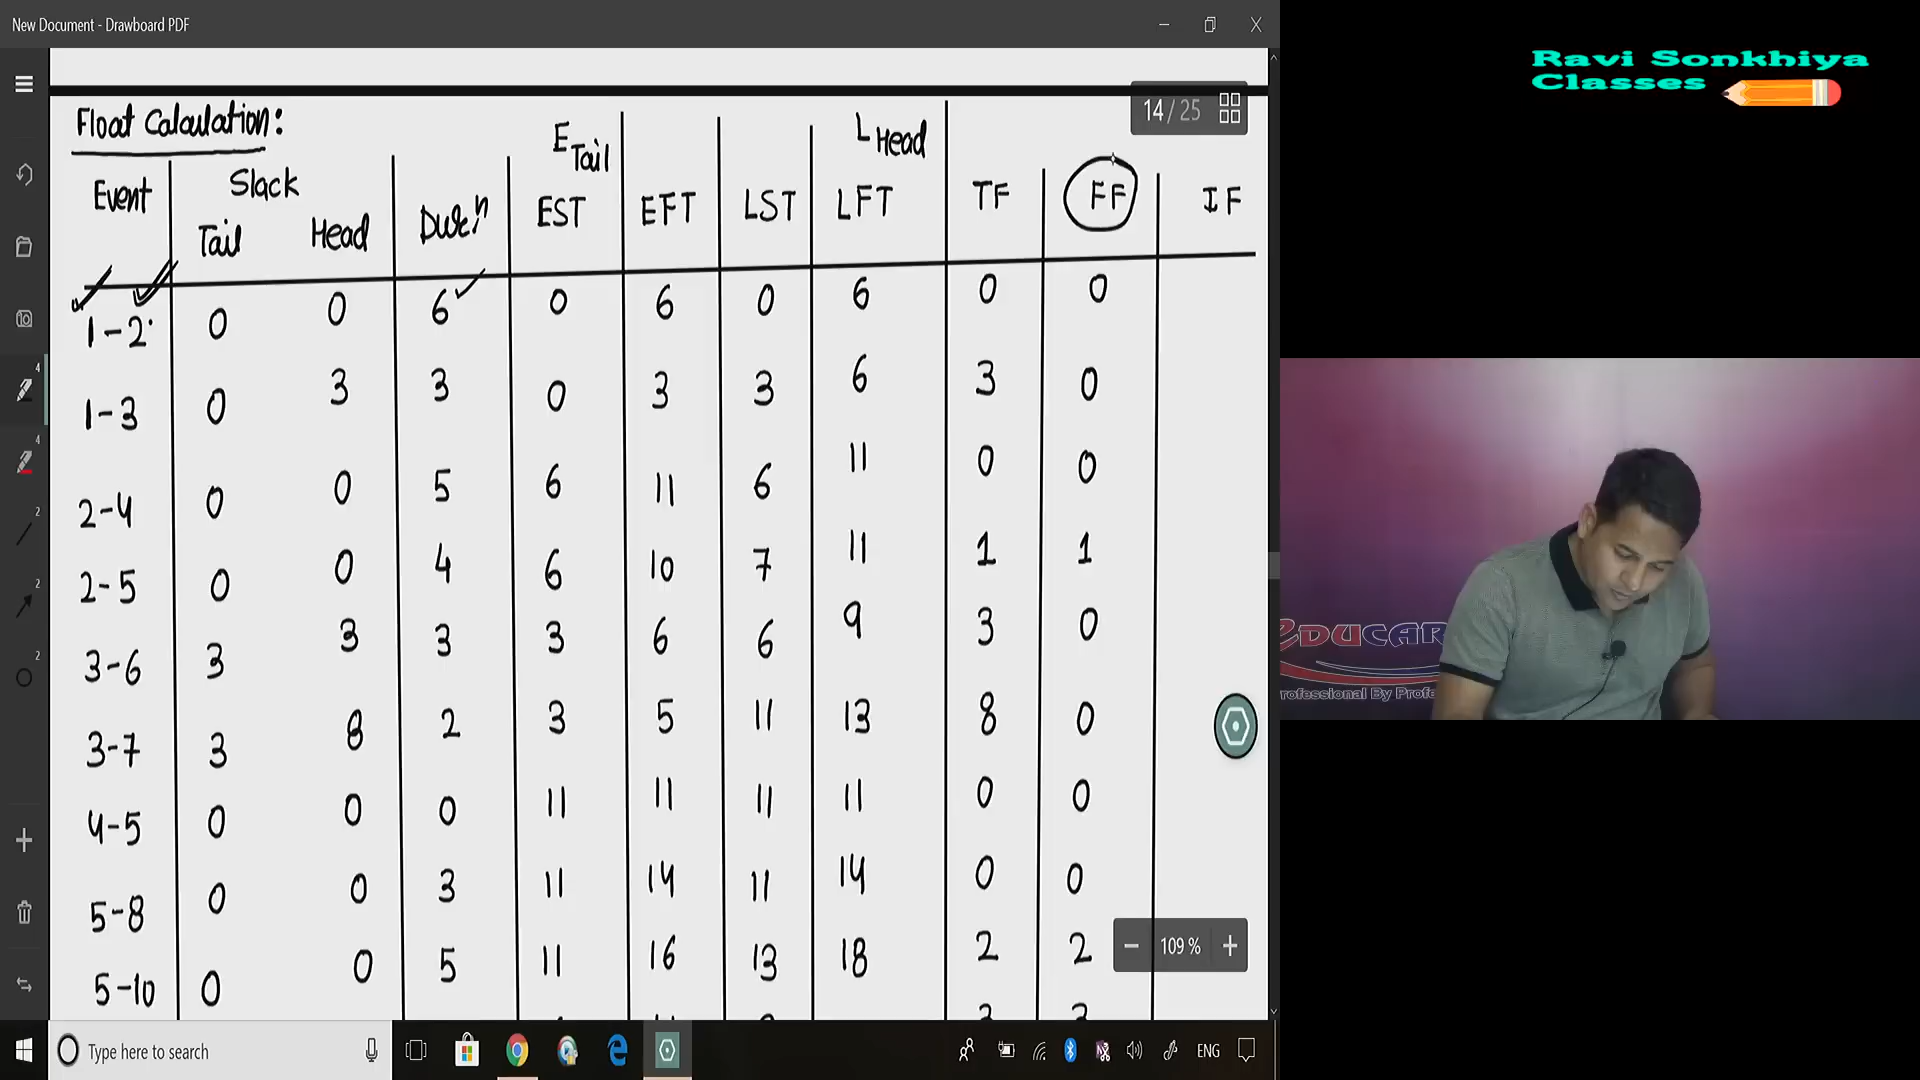 New Document - Drawboard PDF
Ravi Sonkhiya
Classes
14 / 25
Float Calculation:
E Tail
L Head
Event
Slack
Tail
Head
Durⁿ
EST
EFT
LST
LFT
TF
FF
IF
1-2 0 0 6 0 6 0 6 0 0
1-3 0 3 3 0 3 3 6 3 0
2-4 0 0 5 6 11 6 11 0 0
2-5 0 0 4 6 10 7 11 1 1
3-6 3 3 3 3 6 6 9 3 0
3-7 3 8 2 3 5 11 13 8 0
4-5 0 0 0 11 11 11 11 0 0
5-8 0 0 3 11 14 11 14 0 0
5-10 0 0 5 11 16 13 18 2 2
109 %
EDUCAR
rofessional By Profe
4
4
2
2
2
Type here to search
ENG